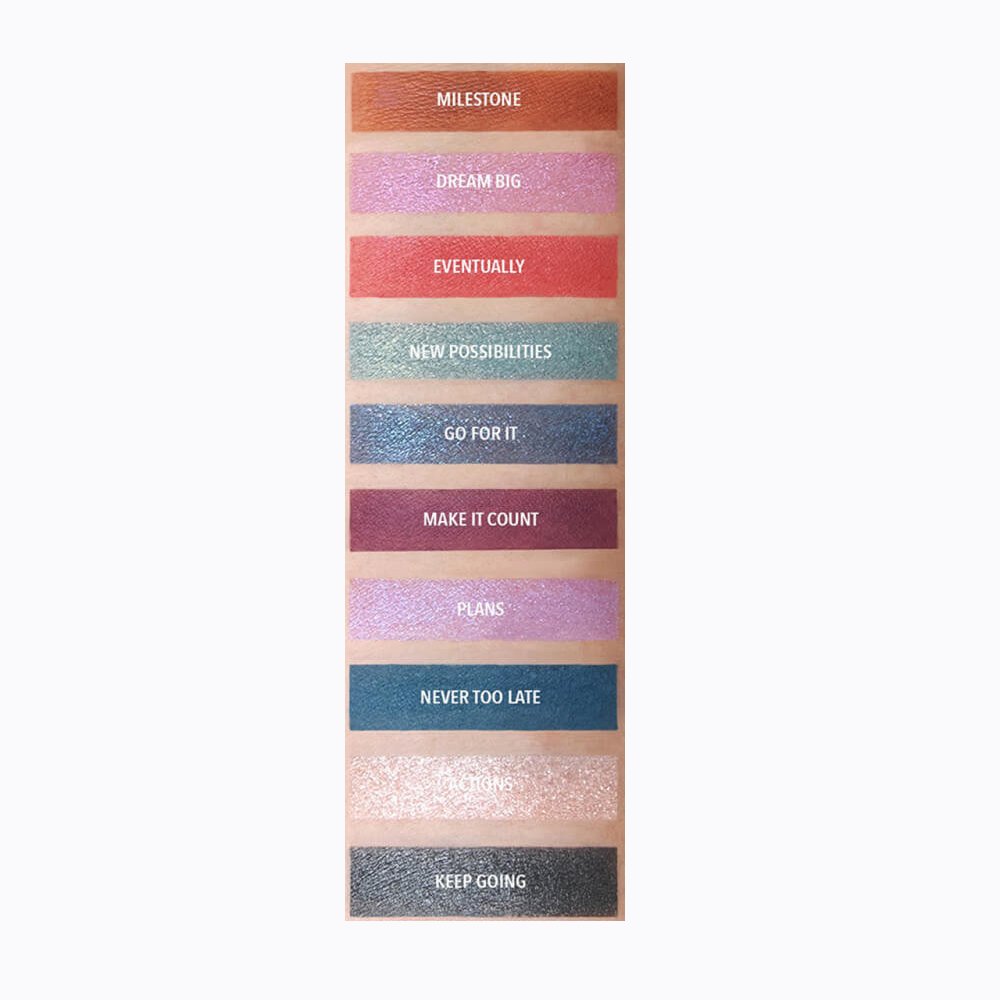 MILESTONE
DREAM BIG
EVENTUALLY
NEW POSSIBILITIES
GO FOR IT
MAKE IT COUNT
PLANS
NEVER TOO LATE
ACTIONS
KEEP GOING